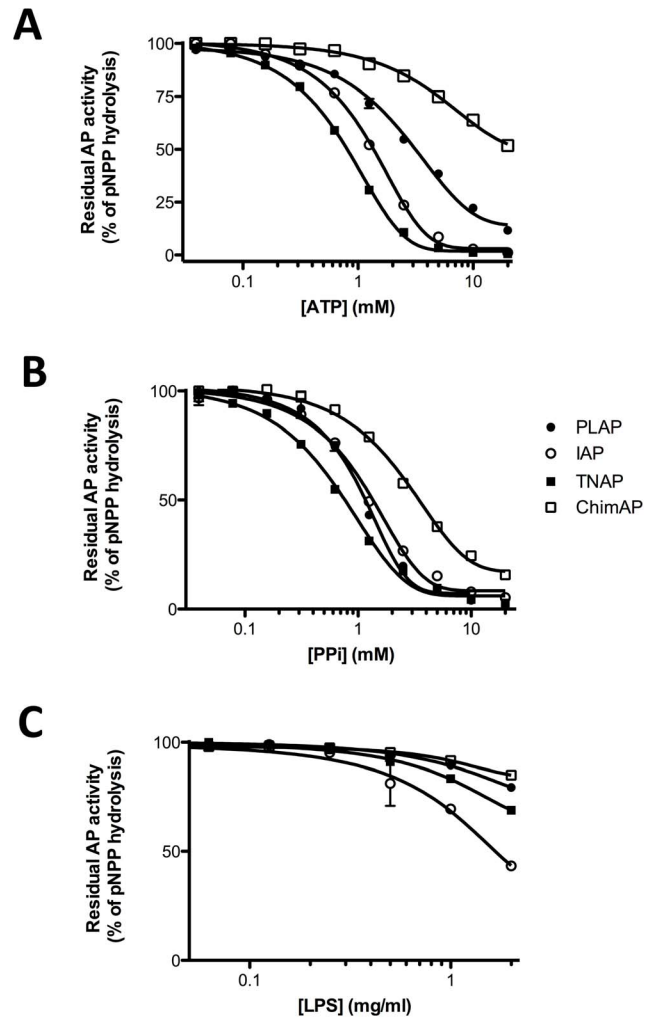 A
Residual AP activity
(% of pNPP hydrolysis)
100
75
50
25
0
0.1 1 10
[ATP] (mM)
B
Residual AP activity
(% of pNPP hydrolysis)
100
50
0
0.1 1 10
[PPi] (mM)
PLAP
IAP
TNAP
ChimAP
C
Residual AP activity
(% of pNPP hydrolysis)
100
50
0
0.1 1
[LPS] (mg/ml)